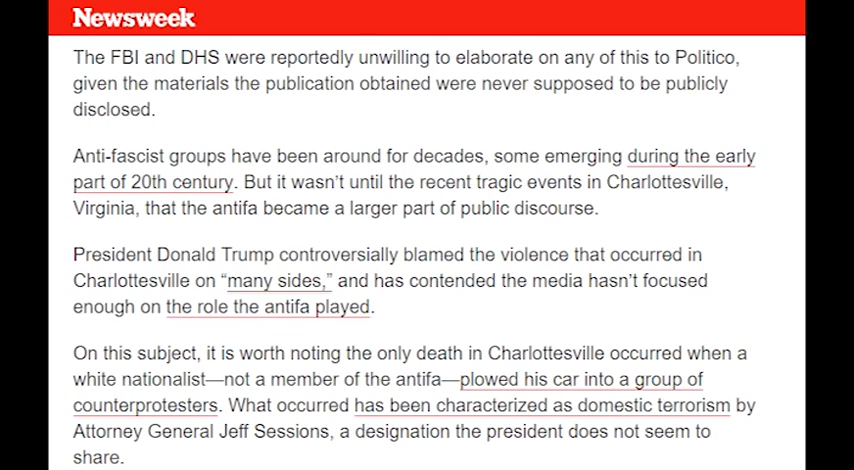 Newsweek
The FBI and DHS were reportedly unwilling to elaborate on any of this to Politico,
given the materials the publication obtained were never supposed to be publicly
disclosed.
Anti-fascist groups have been around for decades, some emerging during the early
part of 20th century. But it wasn’t until the recent tragic events in Charlottesville,
Virginia, that the antifa became a larger part of public discourse.
President Donald Trump controversially blamed the violence that occurred in
Charlottesville on “many sides,” and has contended the media hasn’t focused
enough on the role the antifa played.
On this subject, it is worth noting the only death in Charlottesville occurred when a
white nationalist—not a member of the antifa—plowed his car into a group of
counterprotesters. What occurred has been characterized as domestic terrorism by
Attorney General Jeff Sessions, a designation the president does not seem to
share.